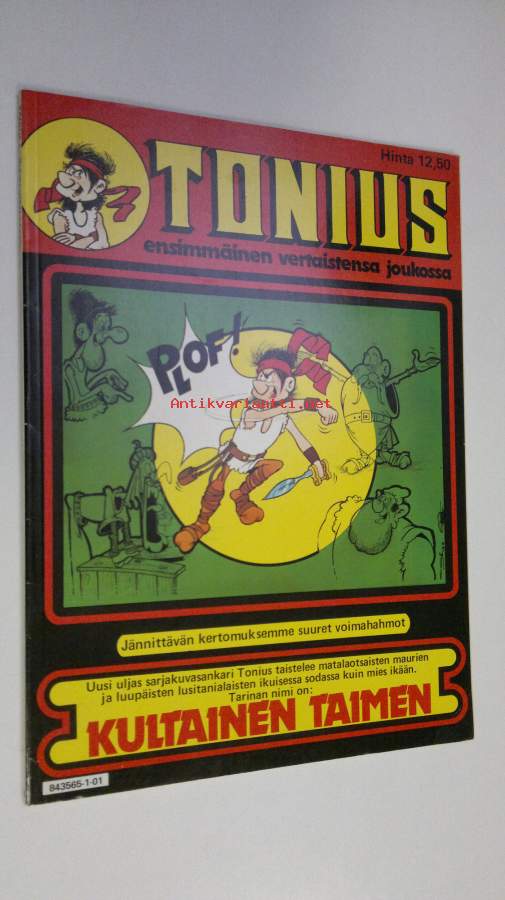 Hinta 12,50
TONIUS
ensimmäinen vertaistensa joukossa
PLOF!
Antikvariaatti.net
Jännittävän kertomuksemme suuret voimahahmot
Uusi uljas sarjakuvasankari Tonius taistelee matalaotsaisten maurien
ja luupäisten lusitanialaisten ikuisessa sodassa kuin mies ikään.
Tarinan nimi on:
KULTAINEN TAIMEN
843565-1-01